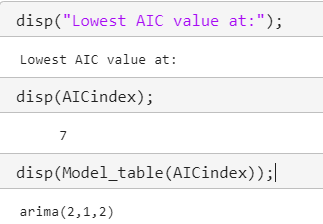 disp("Lowest AIC value at:");
Lowest AIC value at:
disp(AICindex);
7
disp(Model_table(AICindex));
arima(2,1,2)